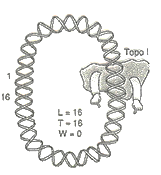 Topo I
1
16
L = 16
T = 16
W = 0